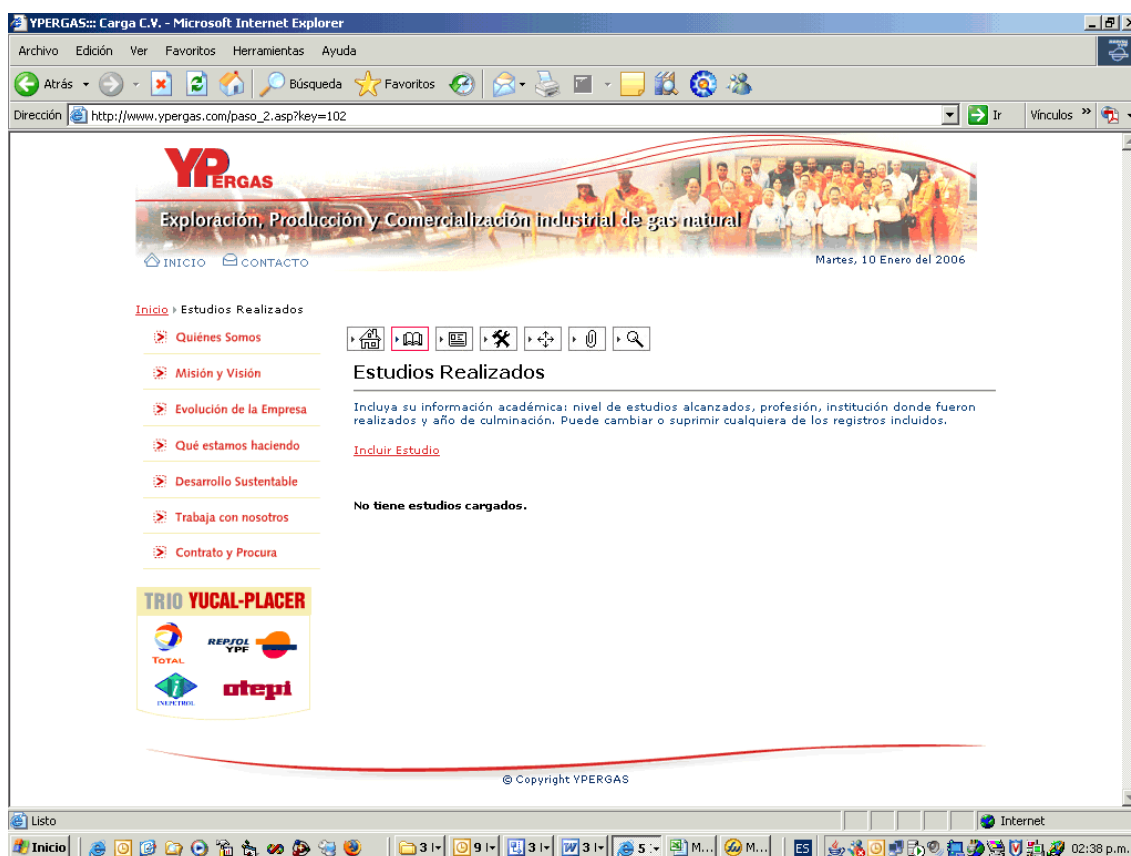 YPERGAS::: Carga C.V. - Microsoft Internet Explorer
Archivo Edición Ver Favoritos Herramientas Ayuda
Atrás Búsqueda Favoritos
Dirección http://www.ypergas.com/paso_2.asp?key=102 Ir Vínculos
YPERGAS
Exploración, Producción y Comercialización industrial de gas natural
INICIO CONTACTO Martes, 10 Enero del 2006
Inicio Estudios Realizados
Quiénes Somos
Misión y Visión
Evolución de la Empresa
Qué estamos haciendo
Desarrollo Sustentable
Trabaja con nosotros
Contrato y Procura
Estudios Realizados
Incluya su información académica: nivel de estudios alcanzados, profesión, institución donde fueron
realizados y año de culminación. Puede cambiar o suprimir cualquiera de los registros incluidos.
Incluir Estudio
No tiene estudios cargados.
TRIO YUCAL-PLACER
TOTAL
REPSOL
YPF
INEPETROL
otepi
© Copyright YPERGAS
Listo Internet
Inicio 3 I 9 I 3 I 3 I 5 M... M... ES 02:38 p.m.